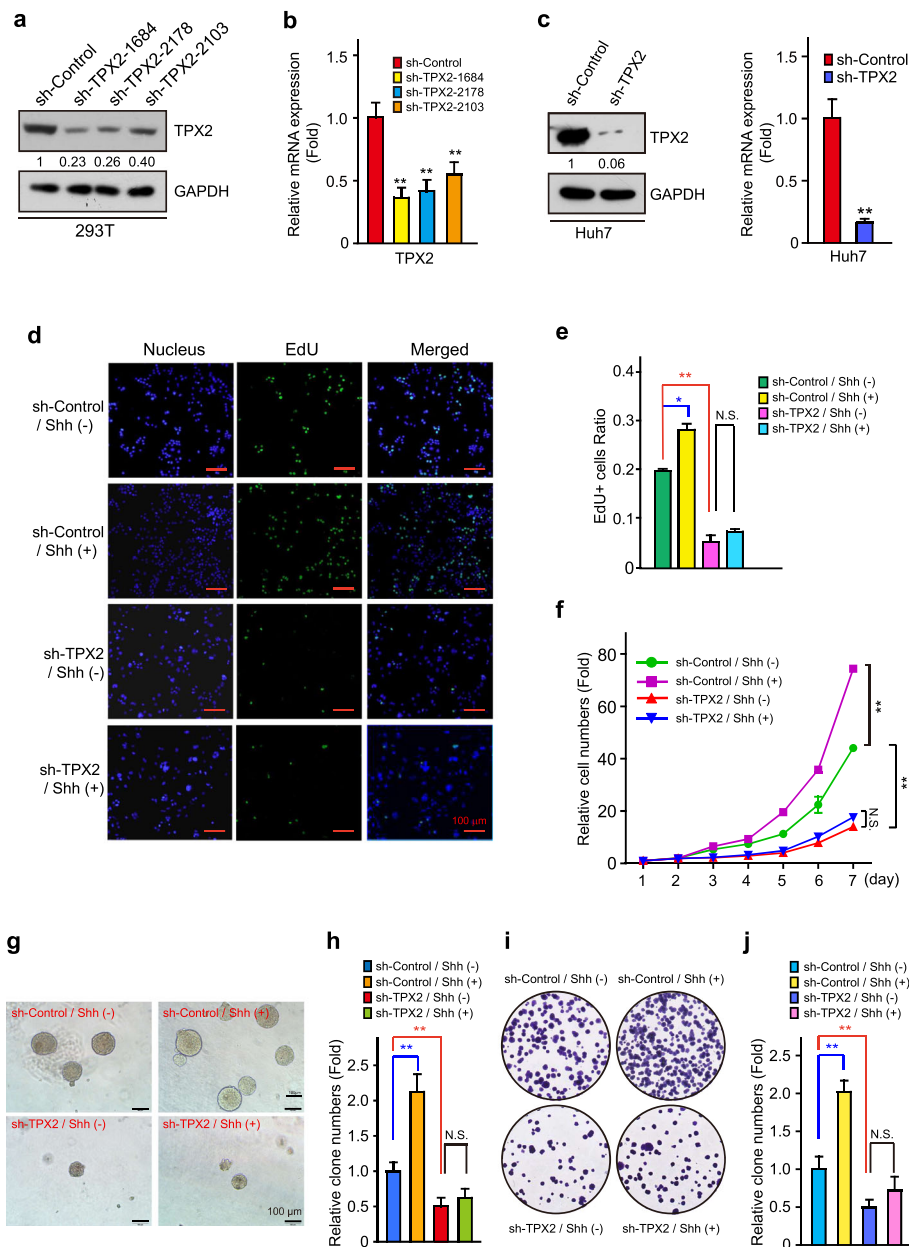 a
sh-Control
sh-TPX2-1684
sh-TPX2-2178
sh-TPX2-2103
TPX2
1 0.23 0.26 0.40
GAPDH
293T
b
Relative mRNA expression
(Fold)
1.5
1.0
0.5
0
sh-Control
sh-TPX2-1684
sh-TPX2-2178
sh-TPX2-2103
** ** **
TPX2
c
sh-Control
sh-TPX2
TPX2
1 0.06
GAPDH
Huh7
Relative mRNA expression
(Fold)
1.5
1.0
0.5
0
sh-Control
sh-TPX2
**
Huh7
d
Nucleus EdU Merged
sh-Control
/ Shh (-)
sh-Control
/ Shh (+)
sh-TPX2
/ Shh (-)
sh-TPX2
/ Shh (+)
100 μm
e
EdU+ cells Ratio
0.4
0.3
0.2
0.1
0
**
*
N.S.
sh-Control / Shh (-)
sh-Control / Shh (+)
sh-TPX2 / Shh (-)
sh-TPX2 / Shh (+)
f
Relative cell numbers (Fold)
80
60
40
20
0
sh-Control / Shh (-)
sh-Control / Shh (+)
sh-TPX2 / Shh (-)
sh-TPX2 / Shh (+)
**
**
N.S.
1 2 3 4 5 6 7 (day)
g
sh-Control / Shh (-)
sh-Control / Shh (+)
sh-TPX2 / Shh (-)
sh-TPX2 / Shh (+)
100 μm
h
sh-Control / Shh (-)
sh-Control / Shh (+)
sh-TPX2 / Shh (-)
sh-TPX2 / Shh (+)
Relative clone numbers (Fold)
2.5
2.0
1.5
1.0
0.5
0
**
**
N.S.
i
sh-Control / Shh (-)
sh-Control / Shh (+)
sh-TPX2 / Shh (-)
sh-TPX2 / Shh (+)
j
sh-Control / Shh (-)
sh-Control / Shh (+)
sh-TPX2 / Shh (-)
sh-TPX2 / Shh (+)
Relative clone numbers (Fold)
2.5
2.0
1.5
1.0
0.5
0
**
**
N.S.